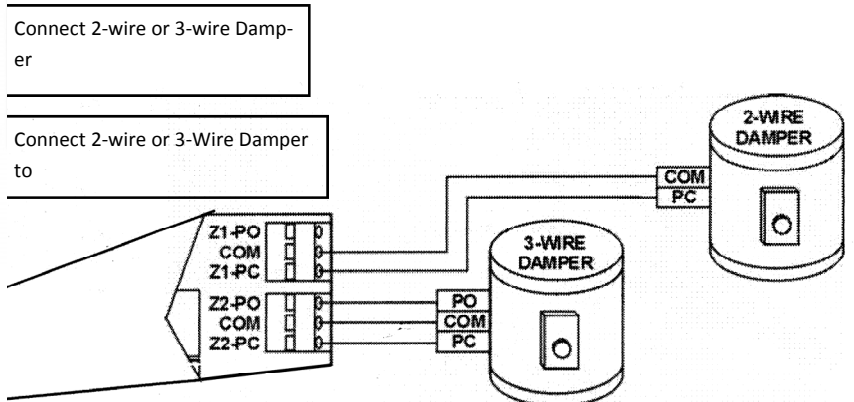 Connect 2-wire or 3-wire Damp-
er
Connect 2-wire or 3-Wire Damper
to
2-WIRE
DAMPER
COM
PC
Z1-PO
COM
Z1-PC
3-WIRE
DAMPER
Z2-PO
COM
Z2-PC
PO
COM
PC